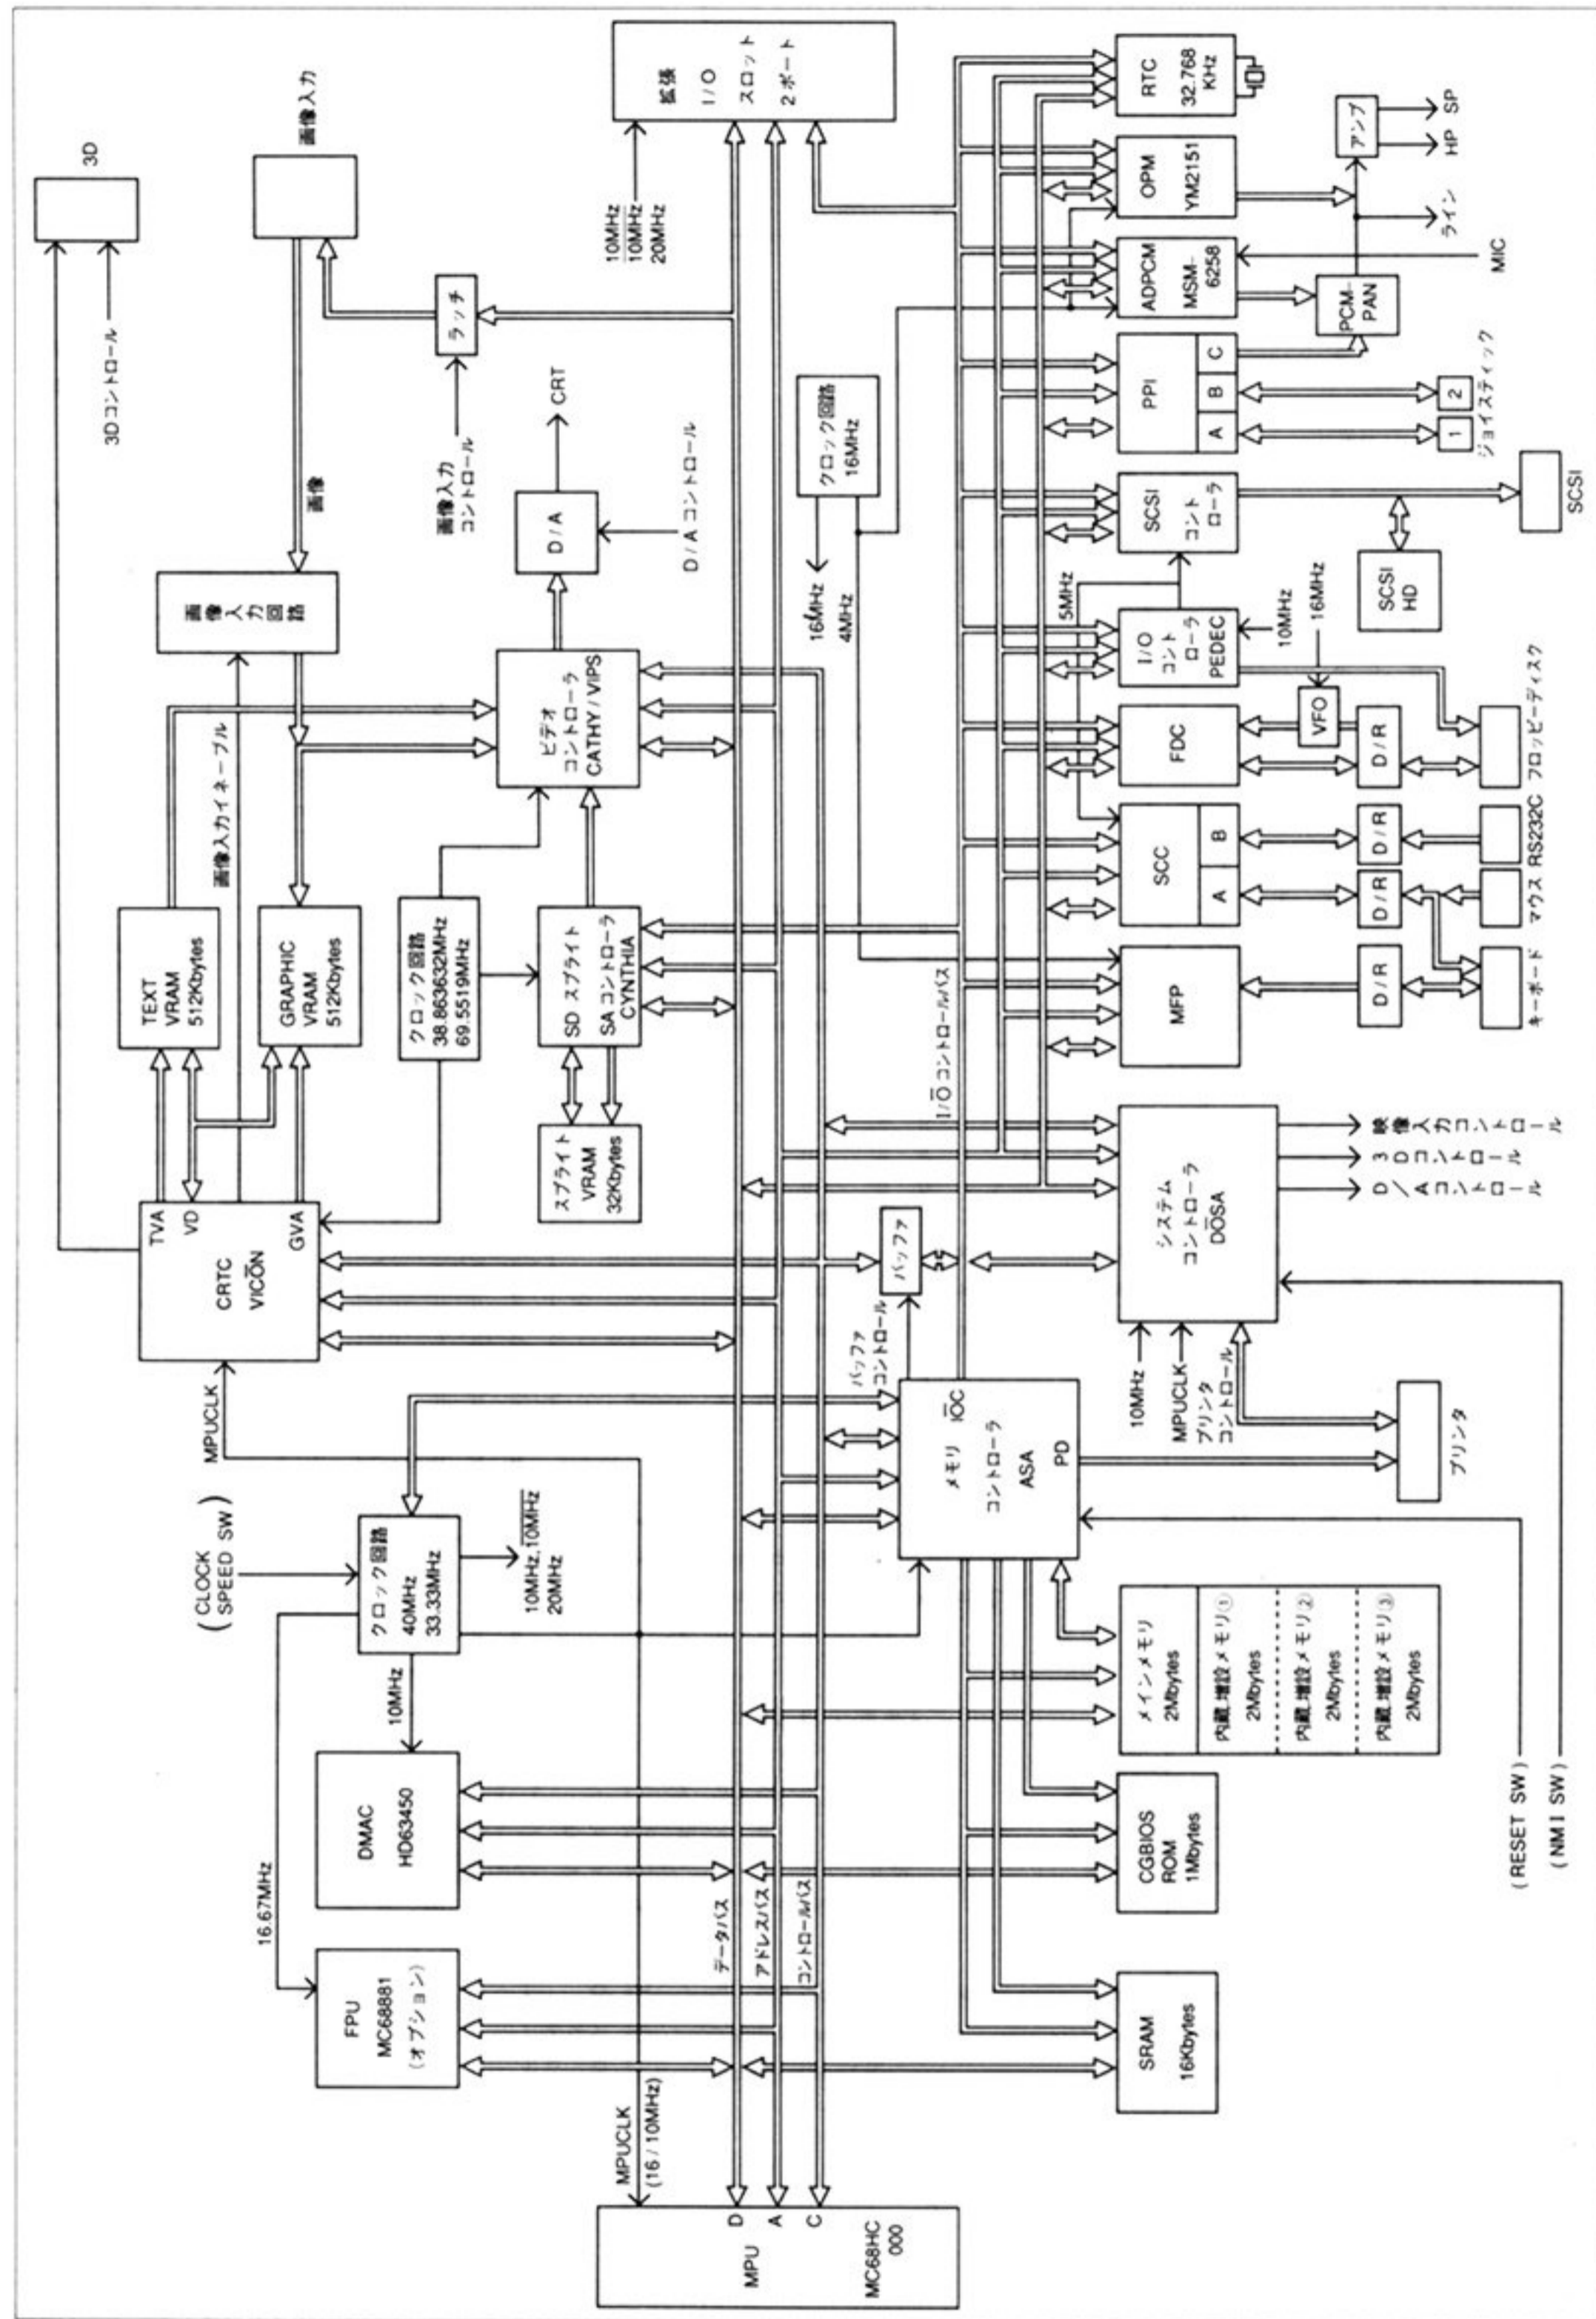 3D
3Dコントロール
画像入力
画像
画像入力回路
画像入力イネーブル
ラッチ
画像入力
コントロール
CRT
D/A
D/Aコントロール
拡張
I/O
スロット
2ポート
10MHz
10MHz
20MHz
TEXT
VRAM
512Kbytes
GRAPHIC
VRAM
512Kbytes
ビデオ
コントローラ
CATHY/VIPS
クロック回路
38.863632MHz
69.5519MHz
SD スプライト
SA コントローラ
CYNTHIA
スプライト
VRAM
32Kbytes
クロック回路
16MHz
16MHz
4MHz
TVA
VD
GVA
CRTC
VICŌN
MPUCLK
(CLOCK
SPEED SW)
クロック回路
40MHz
33.33MHz
10MHz.10MHz
20MHz
10MHz
16.67MHz
DMAC
HD63450
FPU
MC68881
(オプション)
MPUCLK
(16/10MHz)
MPU
D
A
C
MC68HC
000
データバス
アドレスバス
コントロールバス
バッファ
バッファ
コントロール
I/Ōコントロールバス
メモリ
コントローラ
ASA
ĪŌC
PD
システム
コントローラ
DŌSA
10MHz
MPUCLK
プリンタ
コントロール
プリンタ
映像入力コントロール
3Dコントロール
D/Aコントロール
SRAM
16Kbytes
CGBIOS
ROM
1Mbytes
メインメモリ
2Mbytes
内蔵増設メモリ①
2Mbytes
内蔵増設メモリ②
2Mbytes
内蔵増設メモリ③
2Mbytes
(RESET SW)
(NMI SW)
MFP
D/R
キーボード
SCC
A
B
D/R
D/R
マウス
RS232C
FDC
VFO
D/R
フロッピーディスク
16MHz
I/O
コント
ローラ
PEDEC
10MHz
5MHz
SCSI
コント
ローラ
SCSI
HD
SCSI
PPI
A
B
C
1
2
ジョイスティック
ADPCM
MSM-
6258
PCM-
PAN
MIC
OPM
YM2151
ライン
アンプ
HP
SP
RTC
32.768
KHz